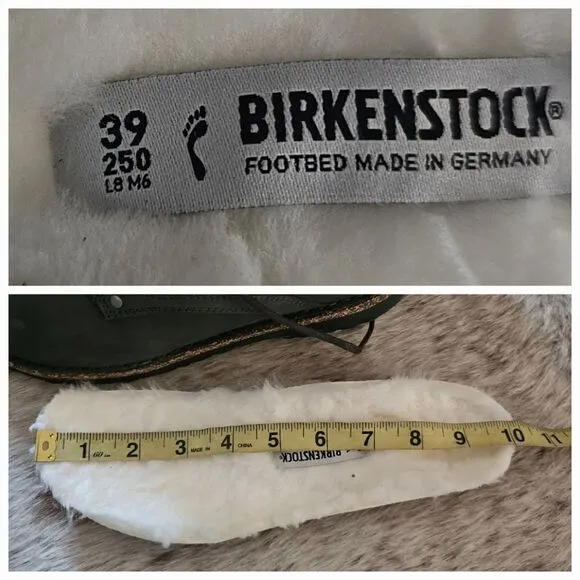 39
250
L8 M6
BIRKENSTOCK®
FOOTBED MADE IN GERMANY
1 2 3 MADE IN 4 CHINA 5 6 7 8 9 10 11
BIRKENSTOCK